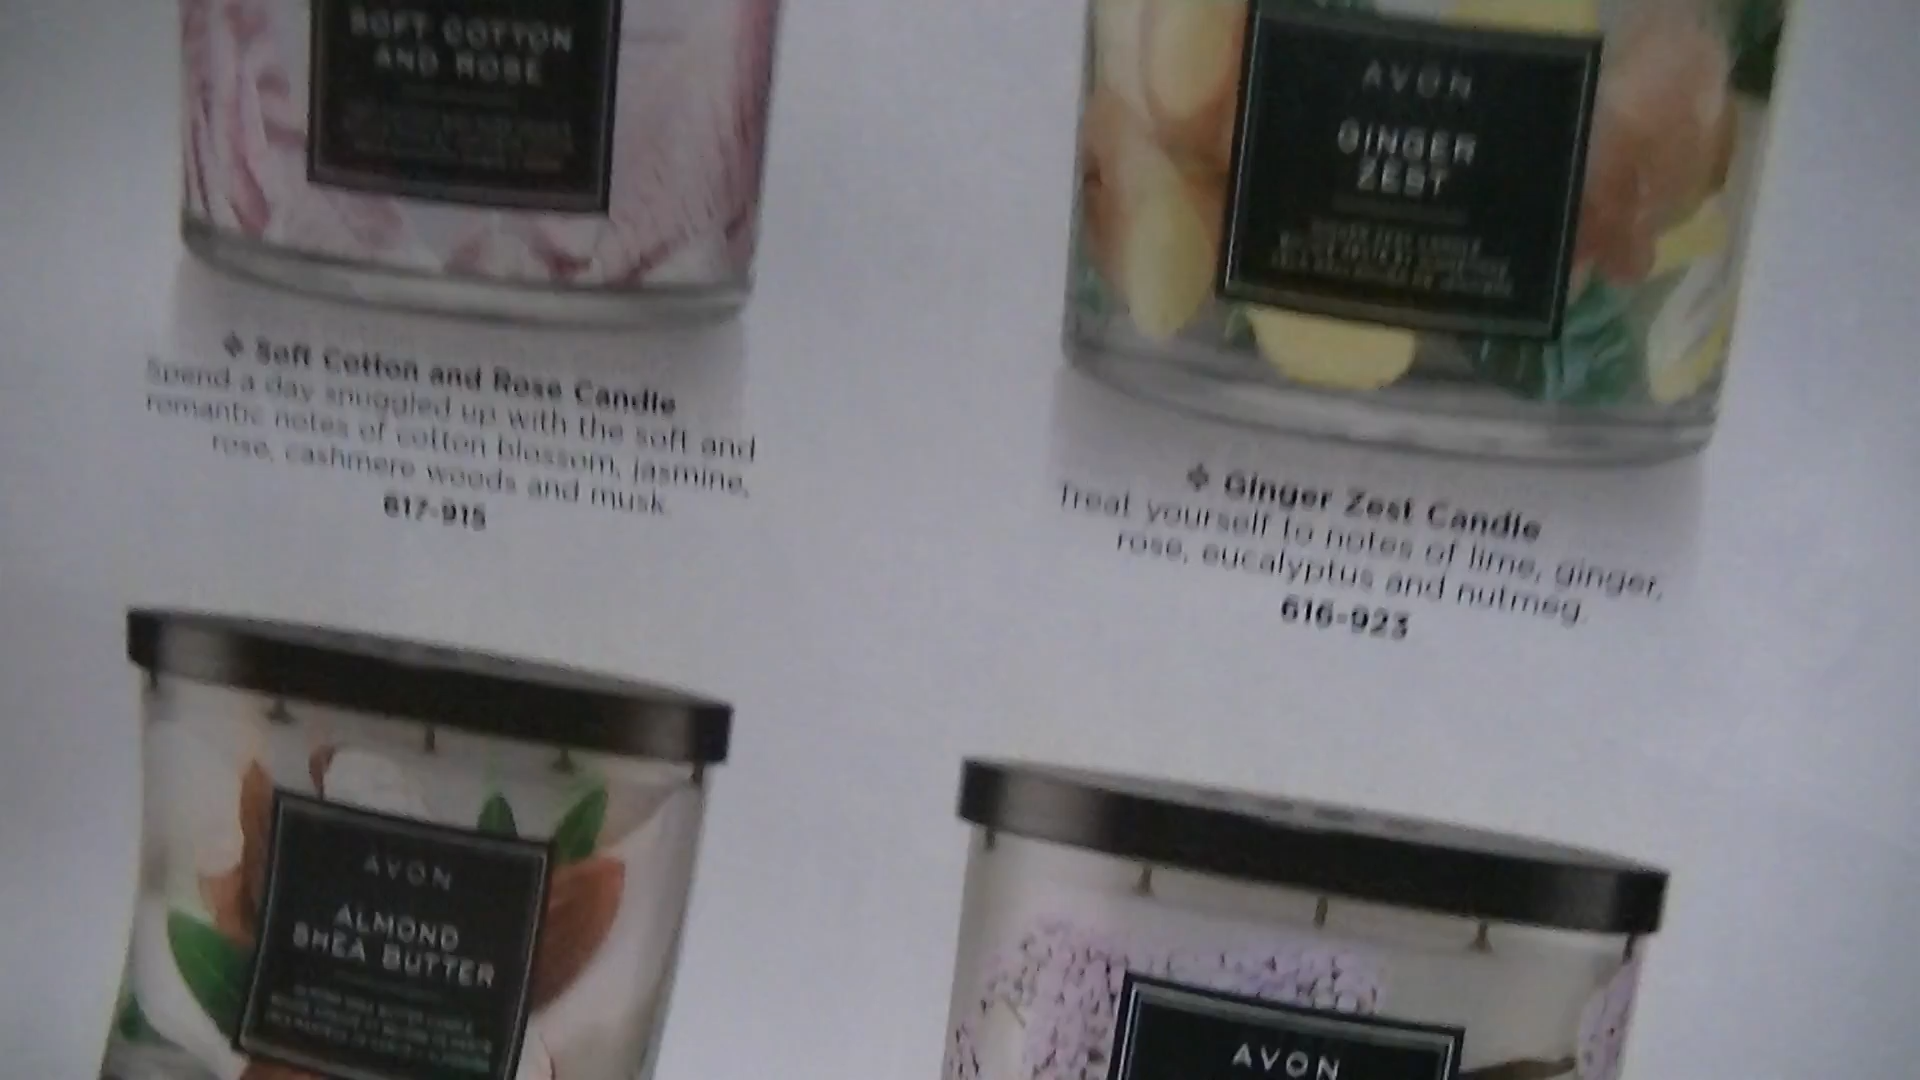 SOFT COTTON
AND ROSE
Soft Cotton and Rose Candle
Spend a day snuggled up with the soft and
romantic notes of cotton blossom, jasmine,
rose, cashmere woods and musk.
617-915
AVON
GINGER
ZEST
Ginger Zest Candle
Treat yourself to notes of lime, ginger,
rose, eucalyptus and nutmeg.
616-923
AVON
ALMOND
SHEA BUTTER
AVON